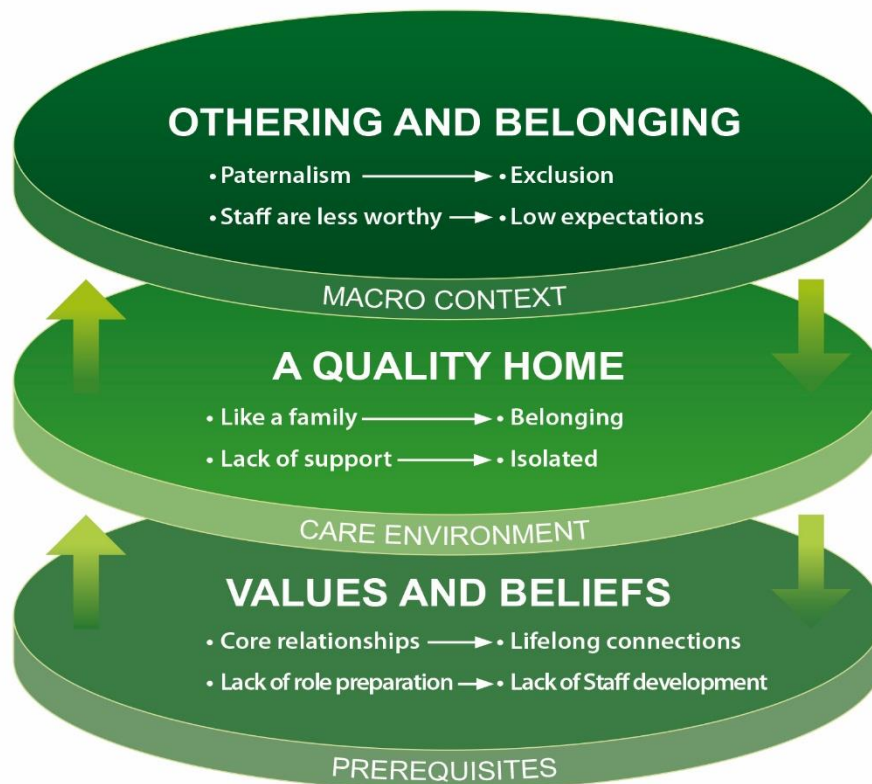 OTHERING AND BELONGING
• Paternalism → • Exclusion
• Staff are less worthy → • Low expectations
MACRO CONTEXT
A QUALITY HOME
• Like a family → • Belonging
• Lack of support → • Isolated
CARE ENVIRONMENT
VALUES AND BELIEFS
• Core relationships → • Lifelong connections
• Lack of role preparation → • Lack of Staff development
PREREQUISITES